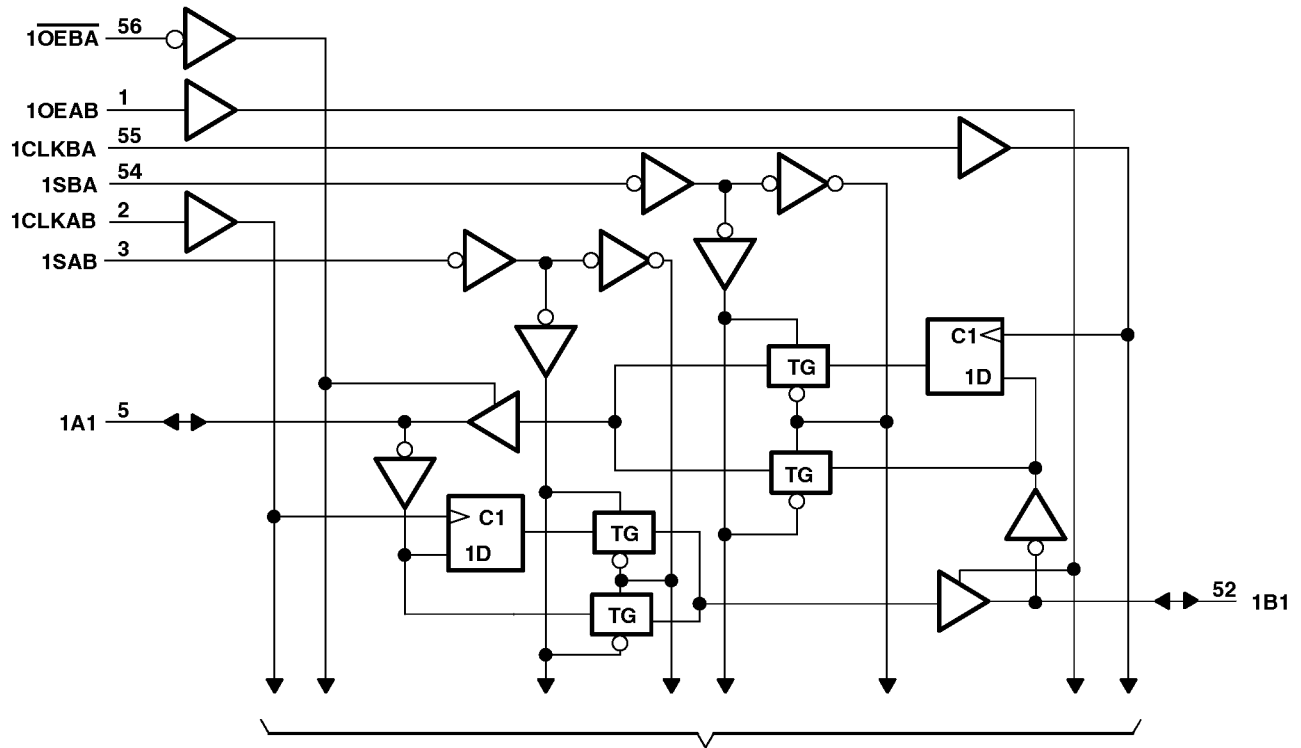 1OEBA 56
1OEAB 1
1CLKBA 55
1SBA 54
1CLKAB 2
1SAB 3
C1
1D
TG
1A1 5
TG
C1
1D
TG
TG
52 1B1